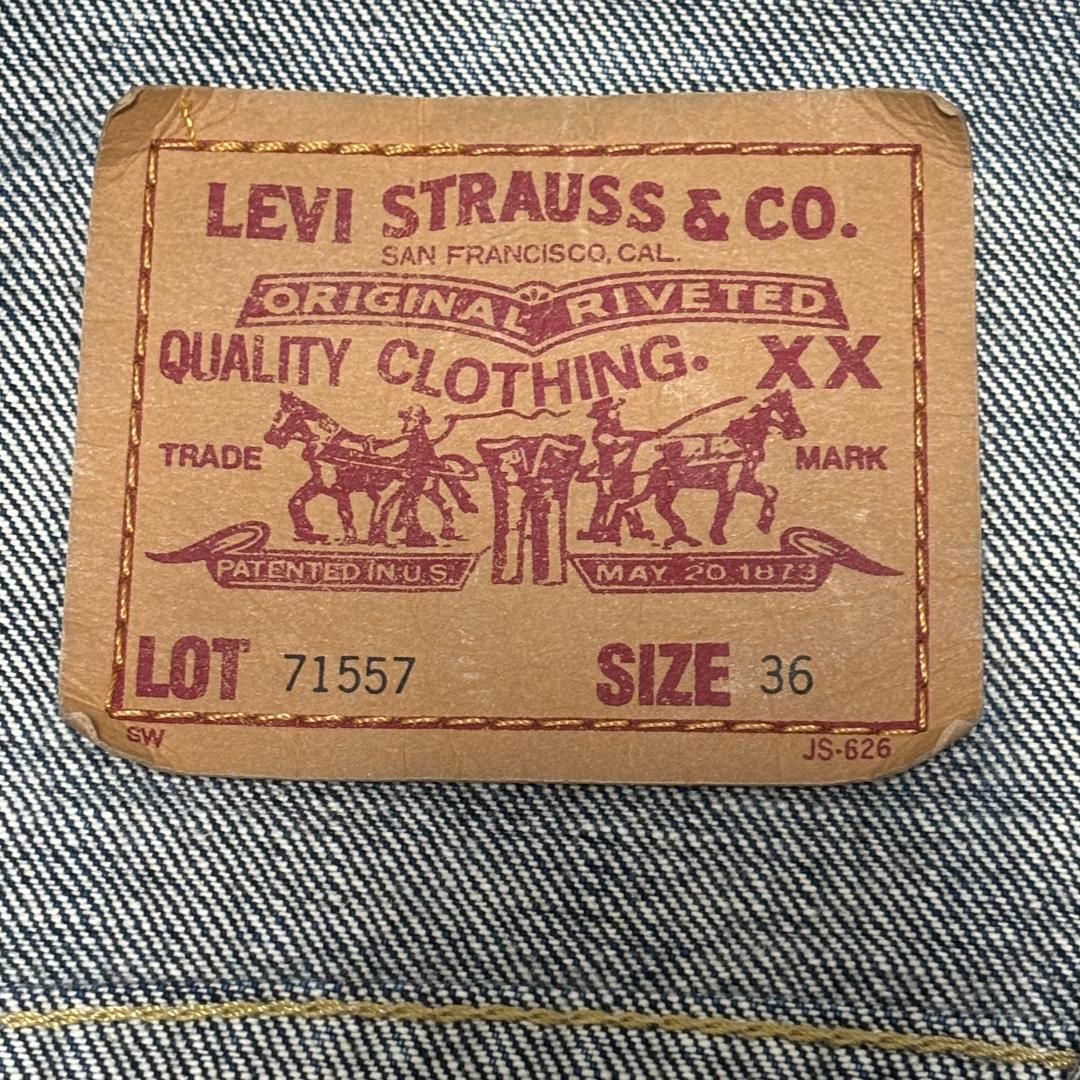 LEVI STRAUSS & CO.
SAN FRANCISCO, CAL.
ORIGINAL RIVETED
QUALITY CLOTHING. XX
TRADE MARK
PATENTED IN U.S. MAY 20 1873
LOT 71557 SIZE 36
SW JS-626